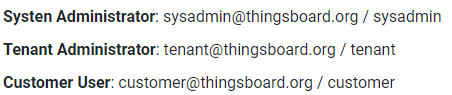 Systen Administrator: sysadmin@thingsboard.org / sysadmin
Tenant Administrator: tenant@thingsboard.org / tenant
Customer User: customer@thingsboard.org / customer